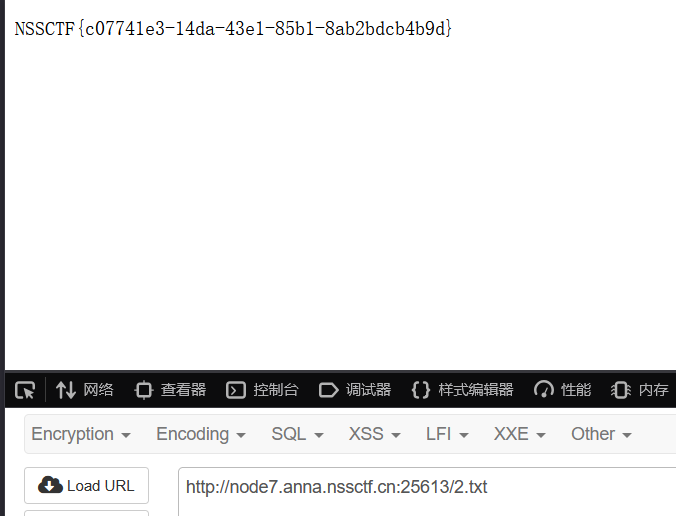 NSSCTF{c07741e3-14da-43e1-85b1-8ab2bdcb4b9d}
网络 查看器 控制台 调试器 样式编辑器 性能 内存
Encryption Encoding SQL XSS LFI XXE Other
Load URL http://node7.anna.nssctf.cn:25613/2.txt